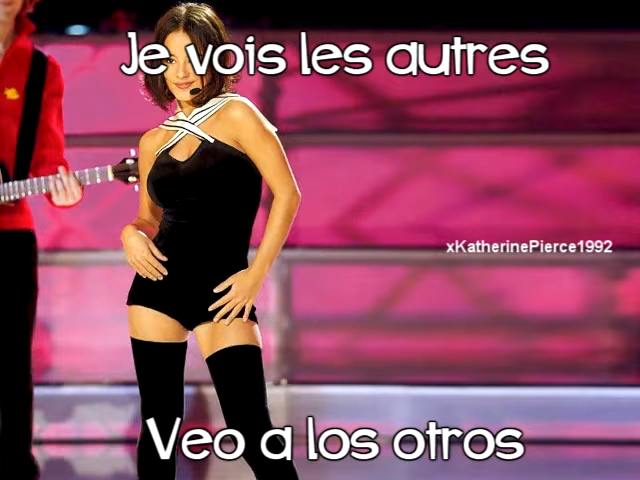 Je vois les autres
xKatherinePierce1992
Veo a los otros